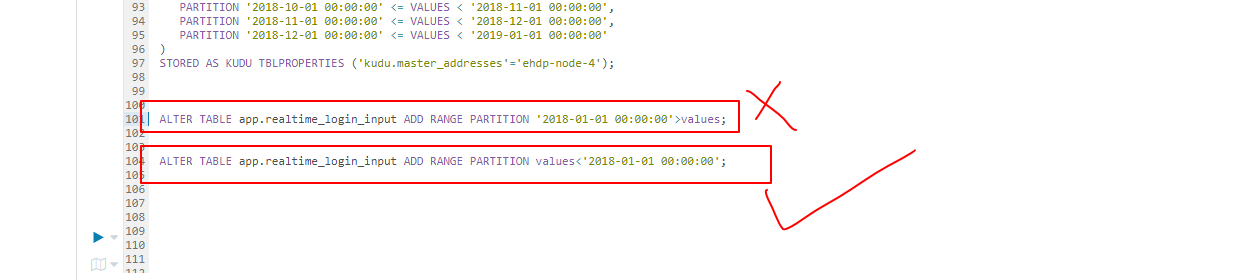 93 PARTITION '2018-10-01 00:00:00' <= VALUES < '2018-11-01 00:00:00',
94 PARTITION '2018-11-01 00:00:00' <= VALUES < '2018-12-01 00:00:00',
95 PARTITION '2018-12-01 00:00:00' <= VALUES < '2019-01-01 00:00:00'
96 )
97 STORED AS KUDU TBLPROPERTIES ('kudu.master_addresses'='ehdp-node-4');
98
99
100
101 ALTER TABLE app.realtime_login_input ADD RANGE PARTITION '2018-01-01 00:00:00'>values;
102
103
104 ALTER TABLE app.realtime_login_input ADD RANGE PARTITION values<'2018-01-01 00:00:00';
105
106
107
108
109
110
111
112